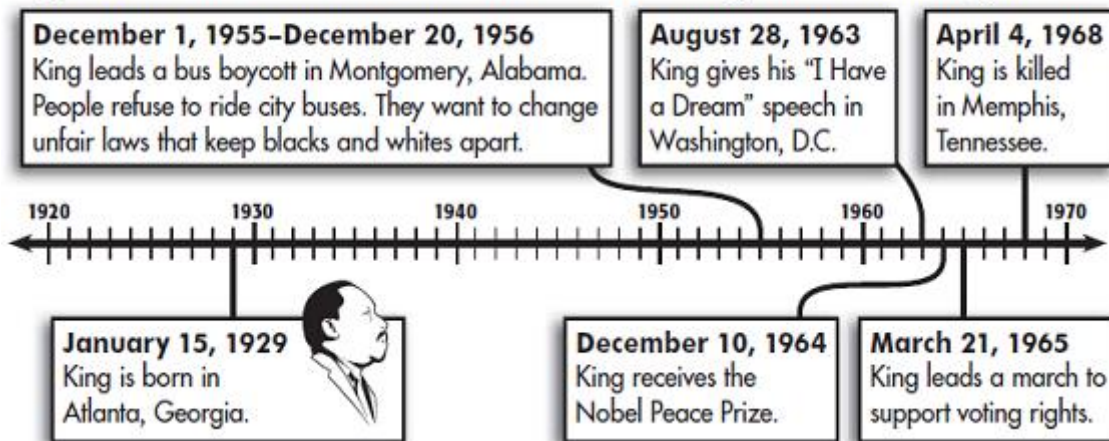 December 1, 1955–December 20, 1956
King leads a bus boycott in Montgomery, Alabama.
People refuse to ride city buses. They want to change
unfair laws that keep blacks and whites apart.
August 28, 1963
King gives his “I Have
a Dream” speech in
Washington, D.C.
April 4, 1968
King is killed
in Memphis,
Tennessee.
1920 1930 1940 1950 1960 1970
January 15, 1929
King is born in
Atlanta, Georgia.
December 10, 1964
King receives the
Nobel Peace Prize.
March 21, 1965
King leads a march to
support voting rights.